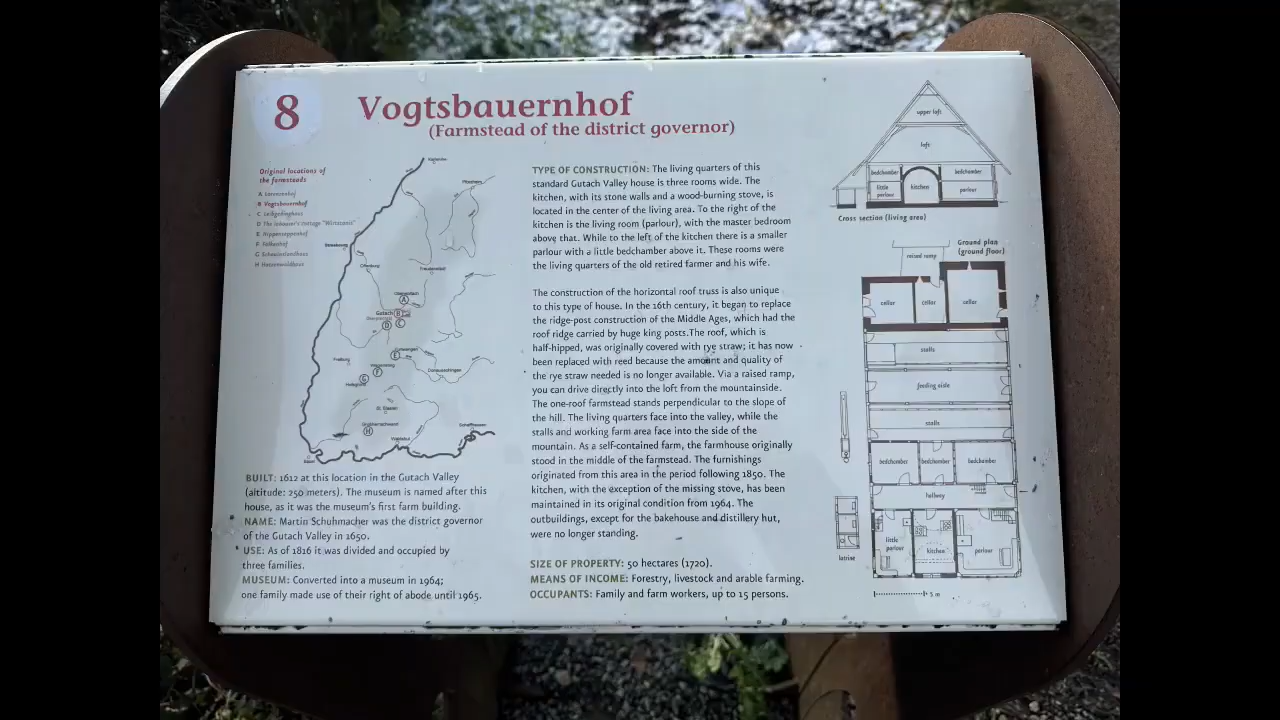 8
Vogtsbauernhof
(Farmstead of the district governor)
Original locations of
the farmsteads
A Lorenzenhof
B Vogtsbauernhof
C Leibgedinghaus
E Hippenseppenhof
F Falkenhof
G Schauinslandhaus
H Hotzenwaldhaus
Freudenstadt
Gutach
Freiburg
Donaueschingen
St. Blasien
Waldshut
Schaffhausen
Basel
BUILT: 1612 at this location in the Gutach Valley
(altitude: 250 meters). The museum is named after this
house, as it was the museum's first farm building.
NAME: Martin Schuhmacher was the district governor
of the Gutach Valley in 1650.
USE: As of 1816 it was divided and occupied by
three families.
MUSEUM: Converted into a museum in 1964;
one family made use of their right of abode until 1965.
TYPE OF CONSTRUCTION: The living quarters of this
standard Gutach Valley house is three rooms wide. The
kitchen, with its stone walls and a wood-burning stove, is
located in the center of the living area. To the right of the
kitchen is the living room (parlour), with the master bedroom
above that. While to the left of the kitchen there is a smaller
parlour with a little bedchamber above it. These rooms were
the living quarters of the old retired farmer and his wife.
The construction of the horizontal roof truss is also unique
to this type of house. In the 16th century, it began to replace
the ridge-post construction of the Middle Ages, which had the
roof ridge carried by huge king posts.The roof, which is
half-hipped, was originally covered with rye straw; it has now
been replaced with reed because the amount and quality of
the rye straw needed is no longer available. Via a raised ramp,
you can drive directly into the loft from the mountainside.
The one-roof farmstead stands perpendicular to the slope of
the hill. The living quarters face into the valley, while the
stalls and working farm area face into the side of the
mountain. As a self-contained farm, the farmhouse originally
stood in the middle of the farmstead. The furnishings
originated from this area in the period following 1850. The
kitchen, with the exception of the missing stove, has been
maintained in its original condition from 1964. The
outbuildings, except for the bakehouse and distillery hut,
were no longer standing.
SIZE OF PROPERTY: 50 hectares (1720).
MEANS OF INCOME: Forestry, livestock and arable farming.
OCCUPANTS: Family and farm workers, up to 15 persons.
upper loft
loft
bedchamber
bedchamber
little
parlour
kitchen
parlour
Cross section (living area)
Ground plan
(ground floor)
raised ramp
cellar
cellar
cellar
stalls
feeding aisle
stalls
bedchamber
bedchamber
bedchamber
hallway
little
parlour
kitchen
parlour
latrine
5 m